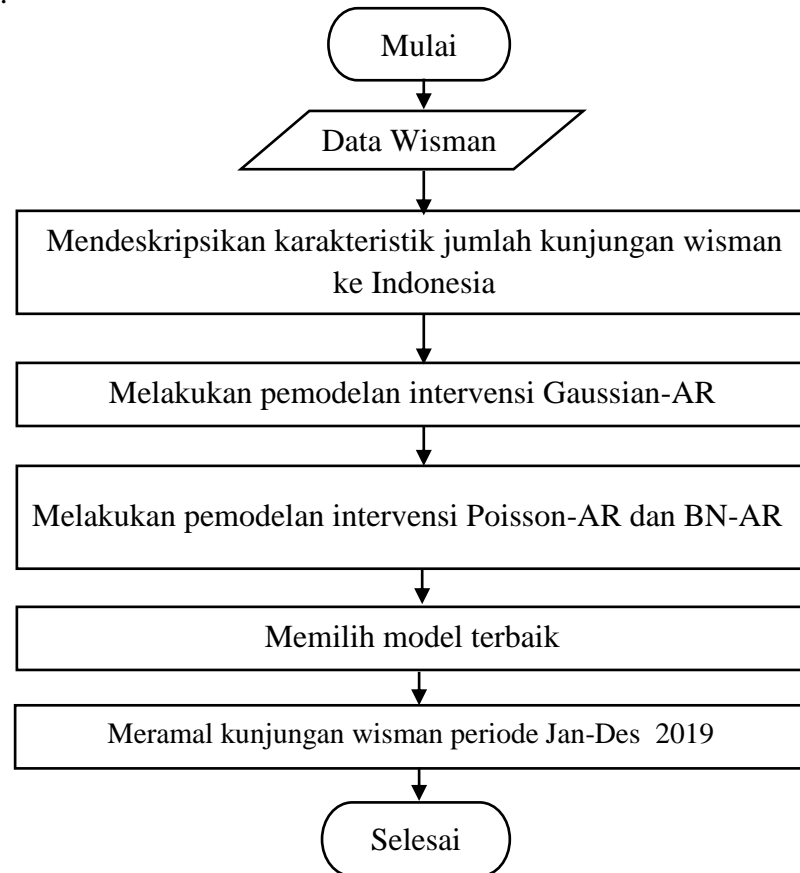 Mulai
Data Wisman
Mendeskripsikan karakteristik jumlah kunjungan wisman
ke Indonesia
Melakukan pemodelan intervensi Gaussian-AR
Melakukan pemodelan intervensi Poisson-AR dan BN-AR
Memilih model terbaik
Meramal kunjungan wisman periode Jan-Des 2019
Selesai